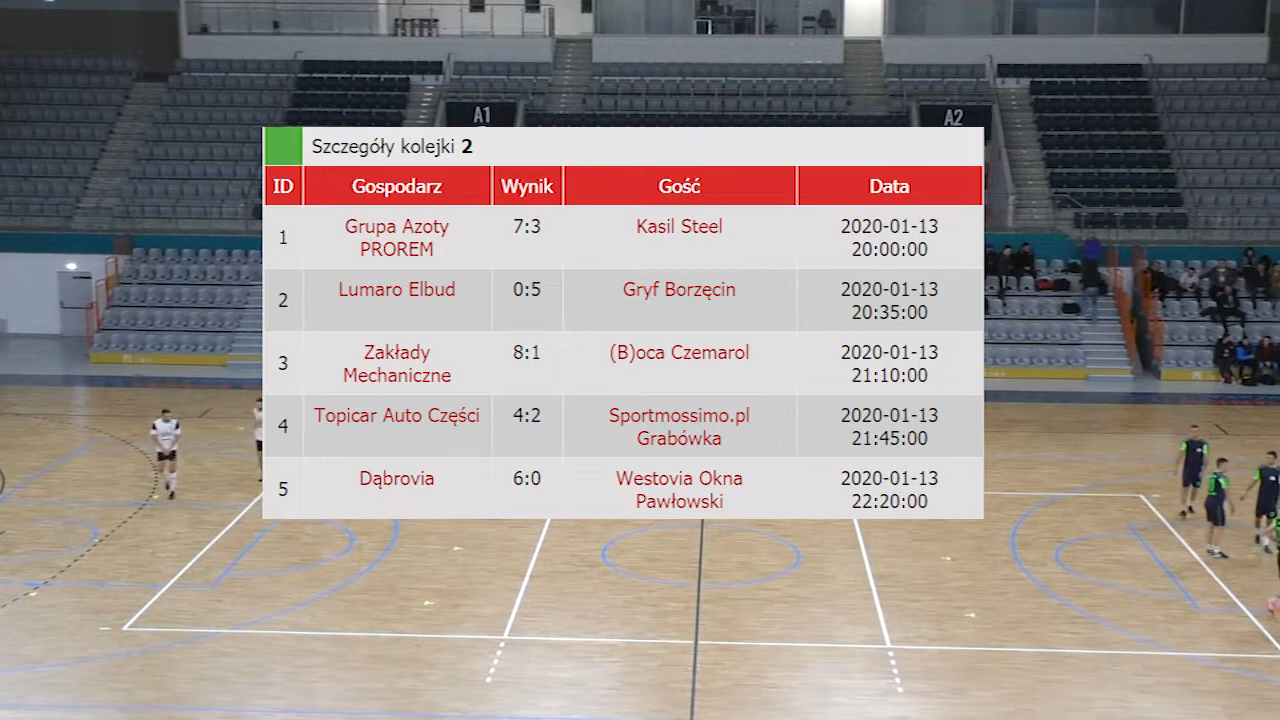 A1
A2
Szczegóły kolejki 2
ID Gospodarz Wynik Gość Data
1 Grupa Azoty PROREM 7:3 Kasil Steel 2020-01-13 20:00:00
2 Lumaro Elbud 0:5 Gryf Borzęcin 2020-01-13 20:35:00
3 Zakłady Mechaniczne 8:1 (B)oca Czemarol 2020-01-13 21:10:00
4 Topicar Auto Części 4:2 Sportmossimo.pl Grabówka 2020-01-13 21:45:00
5 Dąbrovia 6:0 Westovia Okna Pawłowski 2020-01-13 22:20:00